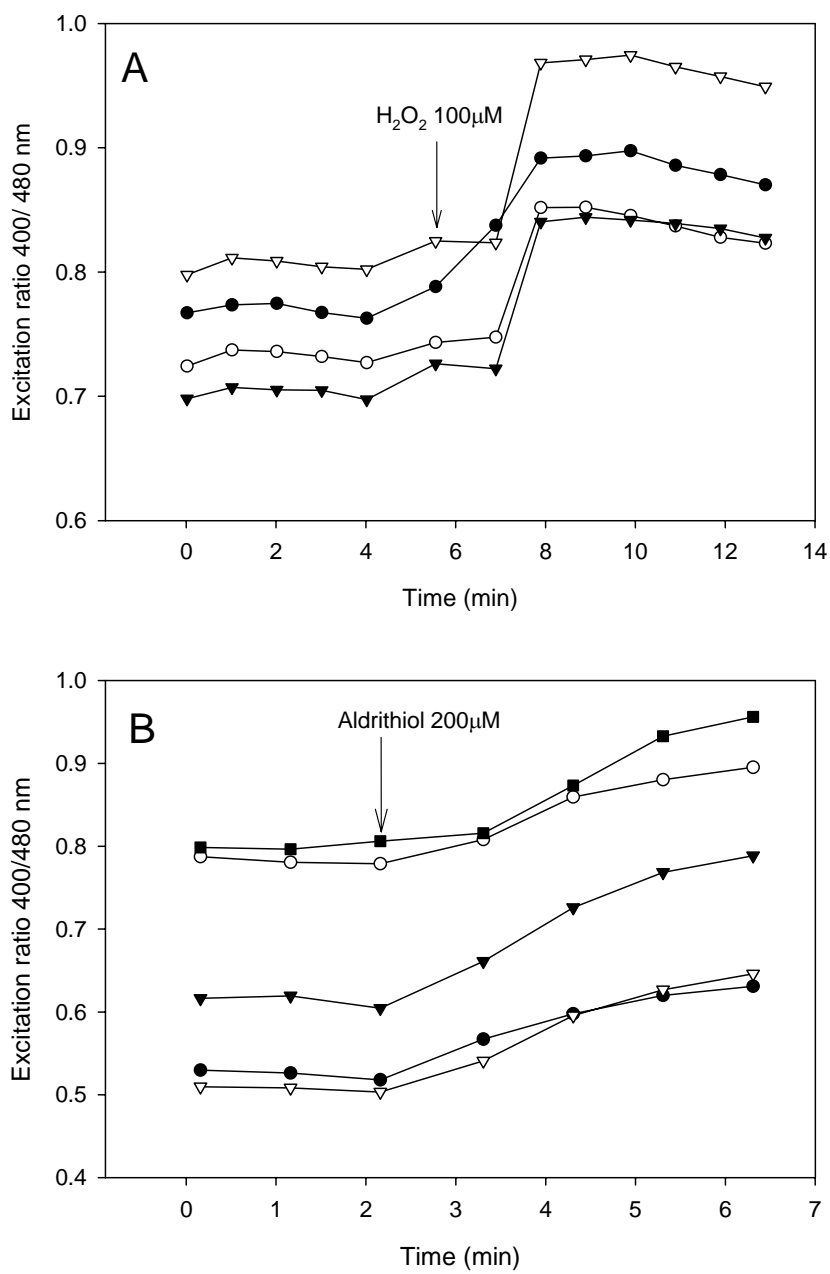 A
H₂O₂ 100μM
Excitation ratio 400/ 480 nm
1.0
0.9
0.8
0.7
0.6
0 2 4 6 8 10 12 14
Time (min)
B
Aldrithiol 200μM
Excitation ratio 400/480 nm
1.0
0.9
0.8
0.7
0.6
0.5
0.4
0 1 2 3 4 5 6 7
Time (min)